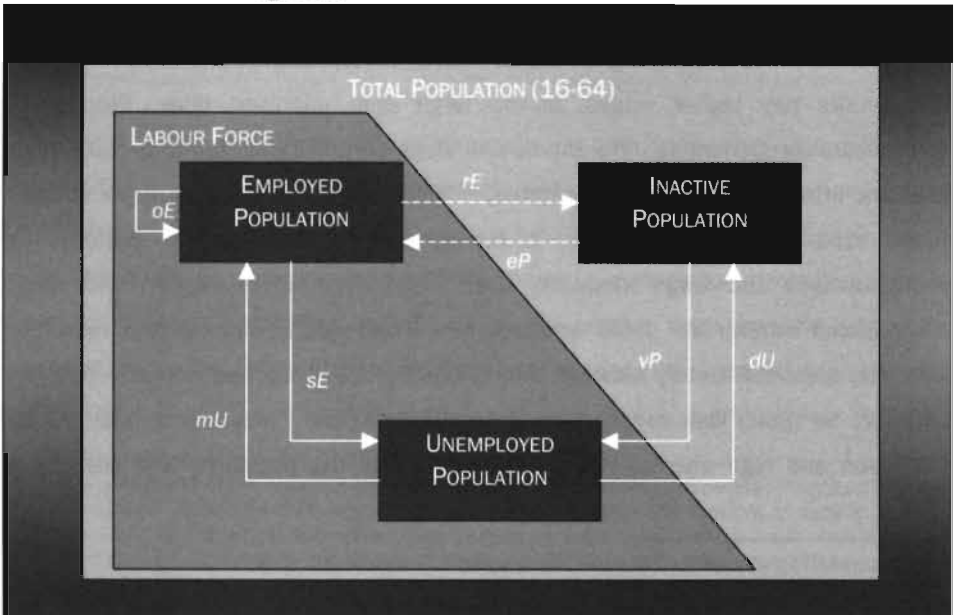 TOTAL POPULATION (16-64)
LABOUR FORCE
EMPLOYED
POPULATION
INACTIVE
POPULATION
oE
rE
eP
sE
mU
vP
dU
UNEMPLOYED
POPULATION